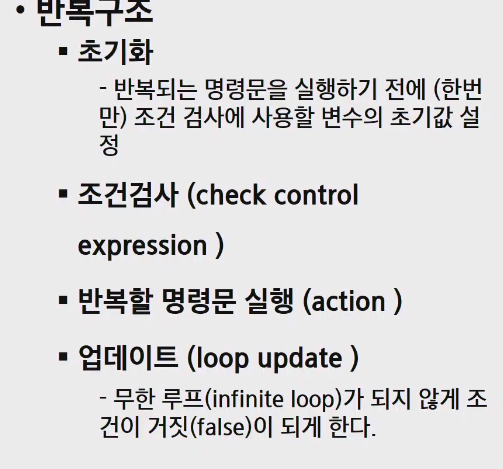 • 반복구조
▪ 초기화
- 반복되는 명령문을 실행하기 전에 (한번
만) 조건 검사에 사용할 변수의 초기값 설
정
▪ 조건검사 (check control
expression )
▪ 반복할 명령문 실행 (action )
▪ 업데이트 (loop update )
- 무한 루프(infinite loop)가 되지 않게 조
건이 거짓(false)이 되게 한다.